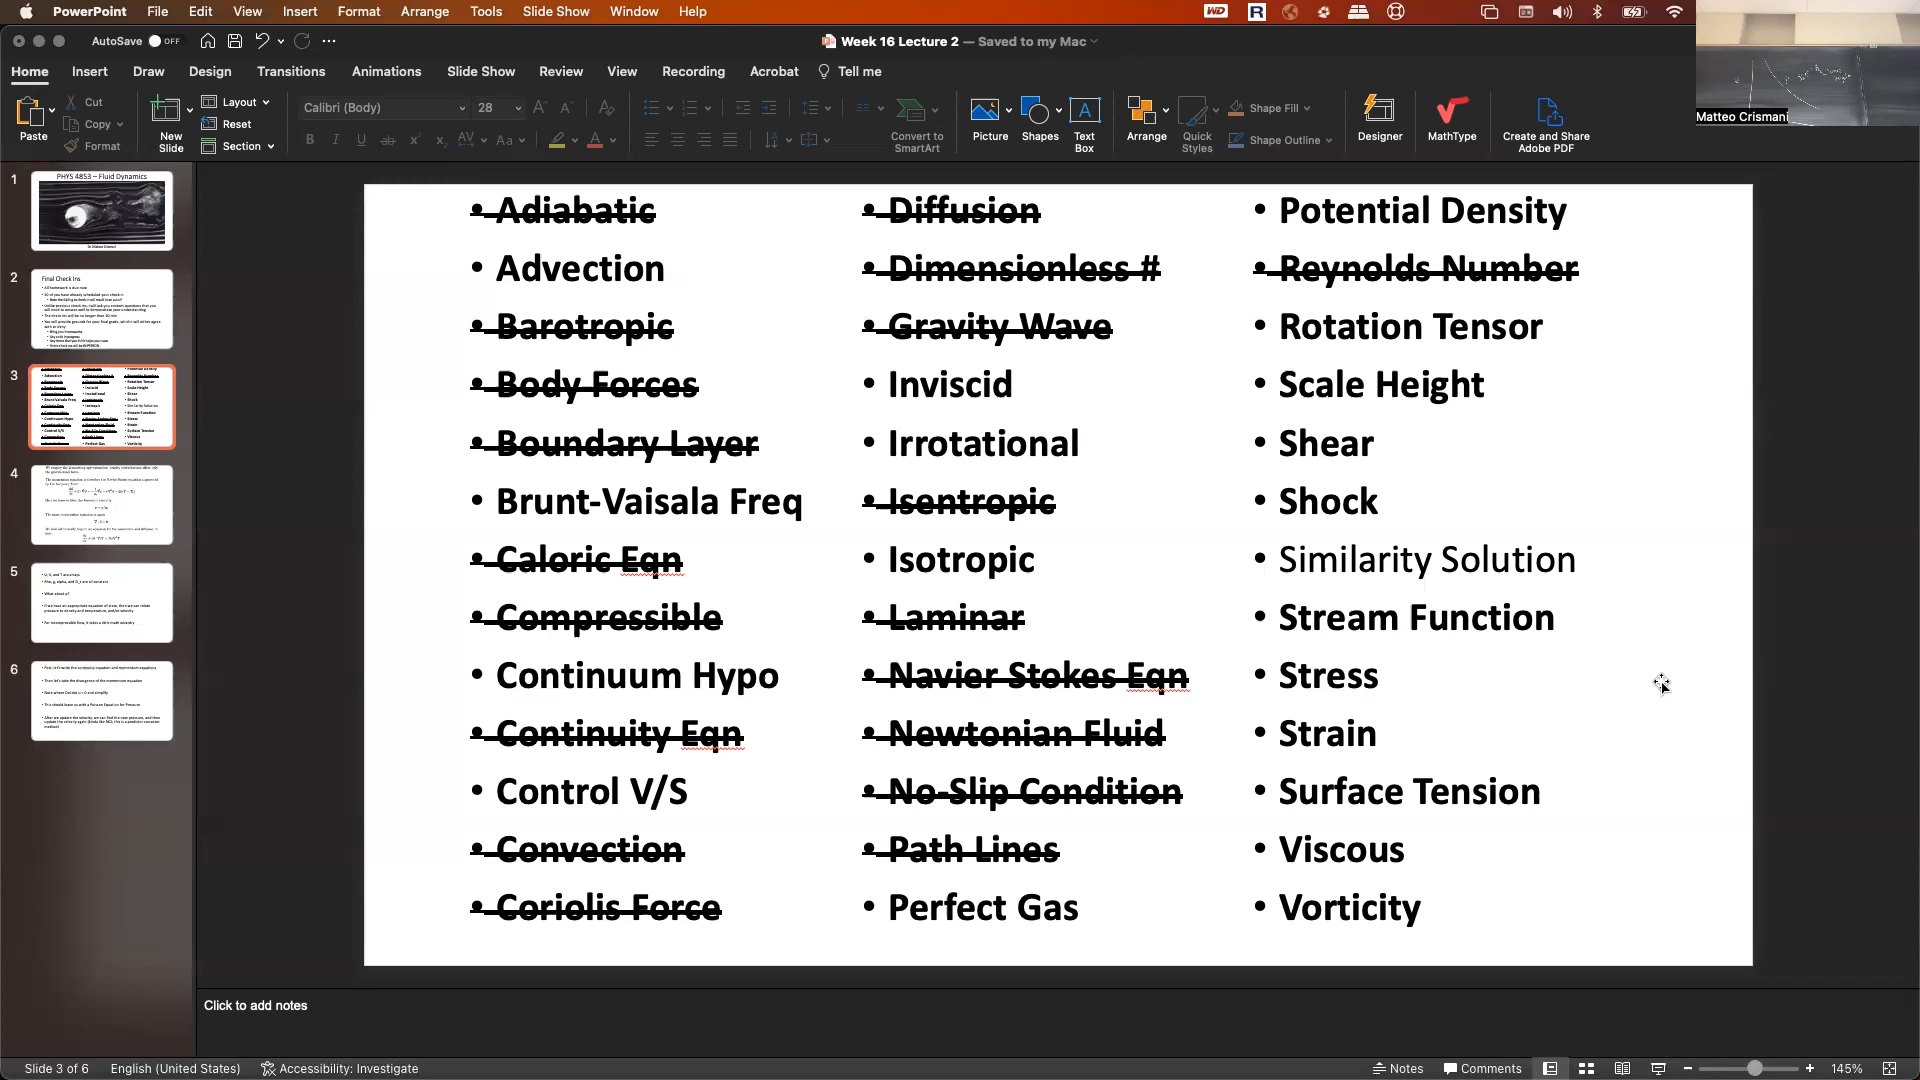 PowerPoint File Edit View Insert Format Arrange Tools Slide Show Window Help
WD R
AutoSave OFF
Week 16 Lecture 2 — Saved to my Mac
Home Insert Draw Design Transitions Animations Slide Show Review View Recording Acrobat Tell me
Paste
Cut
Copy
Format
New Slide
Layout
Reset
Section
Calibri (Body) 28
Convert to SmartArt
Picture
Shapes
Text Box
Arrange
Quick Styles
Shape Fill
Shape Outline
Designer
MathType
Create and Share Adobe PDF
Matteo Crismani
1
PHYS 4853 – Fluid Dynamics
2
Final Check Ins
3
4
5
6
• Adiabatic
• Advection
• Barotropic
• Body Forces
• Boundary Layer
• Brunt-Vaisala Freq
• Caloric Eqn
• Compressible
• Continuum Hypo
• Continuity Eqn
• Control V/S
• Convection
• Coriolis Force
• Diffusion
• Dimensionless #
• Gravity Wave
• Inviscid
• Irrotational
• Isentropic
• Isotropic
• Laminar
• Navier Stokes Eqn
• Newtonian Fluid
• No-Slip Condition
• Path Lines
• Perfect Gas
• Potential Density
• Reynolds Number
• Rotation Tensor
• Scale Height
• Shear
• Shock
• Similarity Solution
• Stream Function
• Stress
• Strain
• Surface Tension
• Viscous
• Vorticity
Click to add notes
Slide 3 of 6 English (United States) Accessibility: Investigate Notes Comments 145%